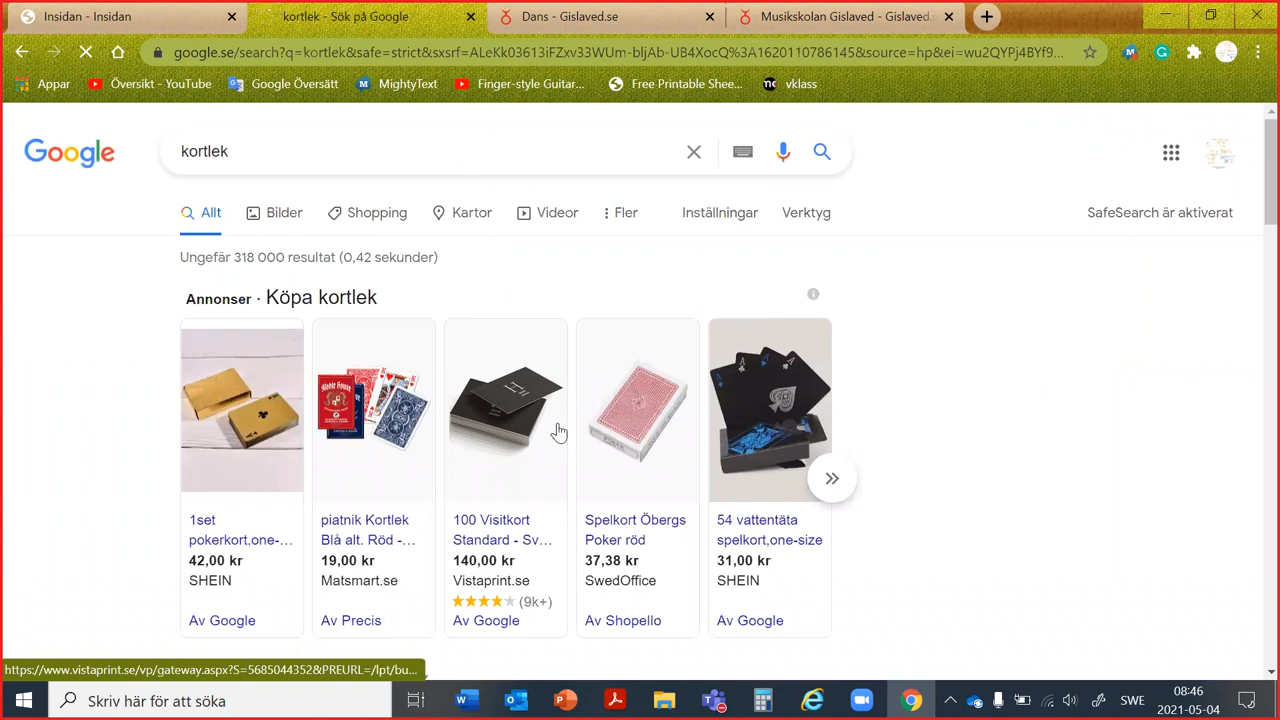 Insidan - Insidan
kortlek - Sök på Google
Dans - Gislaved.se
Musikskolan Gislaved - Gislaved.
google.se/search?q=kortlek&safe=strict&sxsrf=ALeKk03613iFZxv33WUm-bljAb-UB4XocQ%3A1620110786145&source=hp&ei=wu2QYPj4BYf9...
Appar
Översikt - YouTube
Google Översätt
MightyText
Finger-style Guitar...
Free Printable Shee...
vklass
Google
kortlek
Allt
Bilder
Shopping
Kartor
Videor
Fler
Inställningar
Verktyg
SafeSearch är aktiverat
Ungefär 318 000 resultat (0,42 sekunder)
Annonser · Köpa kortlek
1set
pokerkort,one-...
42,00 kr
SHEIN
Av Google
piatnik Kortlek
Blå alt. Röd -...
19,00 kr
Matsmart.se
Av Precis
100 Visitkort
Standard - Sv...
140,00 kr
Vistaprint.se
(9k+)
Av Google
Spelkort Öbergs
Poker röd
37,38 kr
SwedOffice
Av Shopello
54 vattentäta
spelkort,one-size
31,00 kr
SHEIN
Av Google
https://www.vistaprint.se/vp/gateway.aspx?S=5685044352&PREURL=/lpt/bu...
Skriv här för att söka
SWE
08:46
2021-05-04